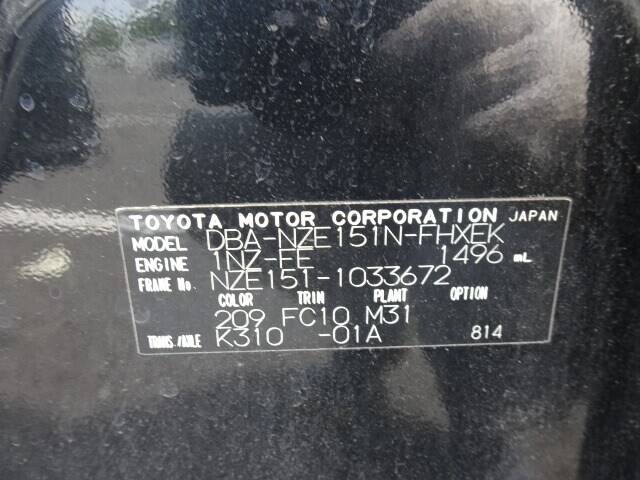 TOYOTA MOTOR CORPORATION JAPAN
MODEL DBA-NZE151N-FHXEK
ENGINE 1NZ-FE 1496 mL
FRAME No. NZE151-1033672
COLOR TRIM PLANT OPTION
209 FC10 M31
TRANS./AXLE K310 -01A 814